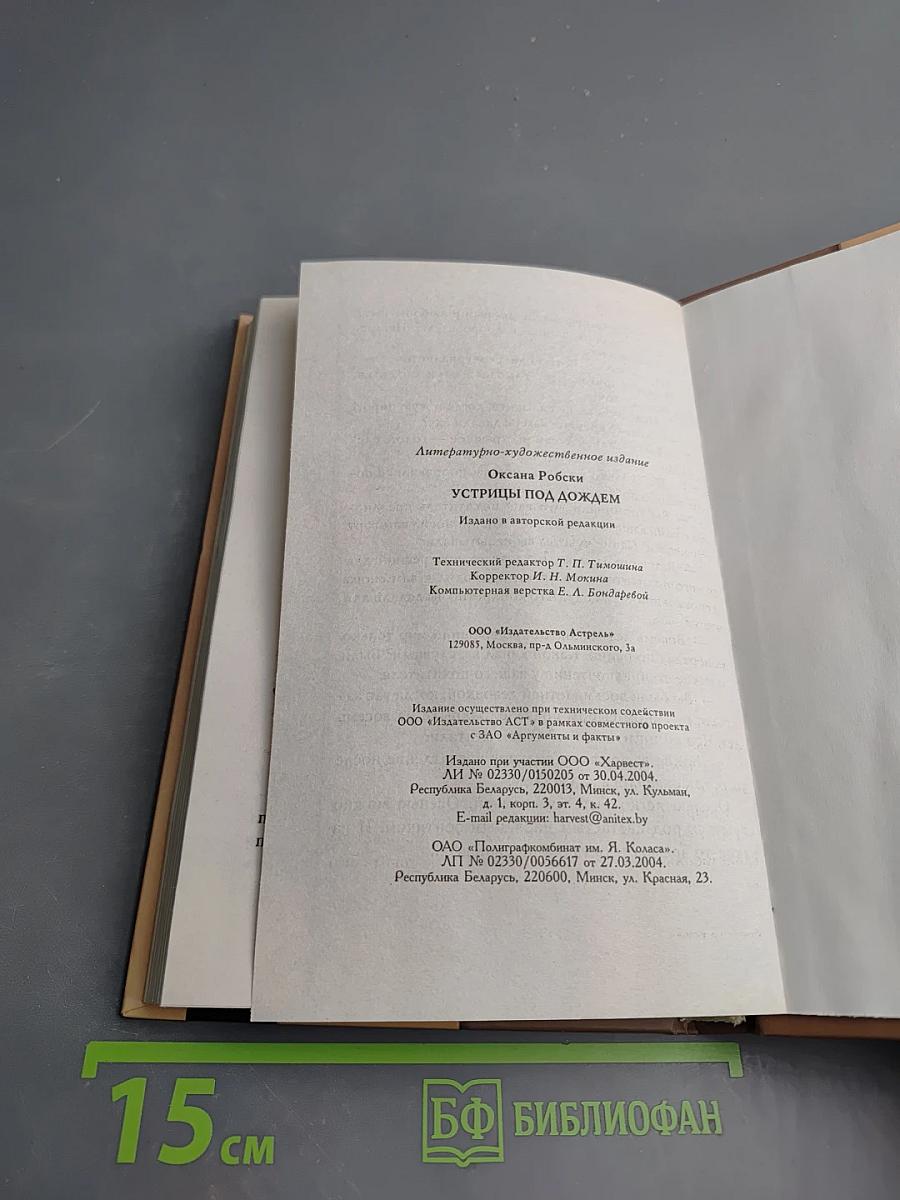 Литературно-художественное издание
Оксана Робски
УСТРИЦЫ ПОД ДОЖДЕМ
Издано в авторской редакции
Технический редактор Т. П. Тимошина
Корректор И. Н. Мокина
Компьютерная верстка Е. Л. Бондаревой
ООО «Издательство Астрель»
129085, Москва, пр-д Ольминского, 3а
Издание осуществлено при техническом содействии
ООО «Издательство АСТ» в рамках совместного проекта
с ЗАО «Аргументы и факты»
Издано при участии ООО «Харвест».
ЛИ № 02330/0150205 от 30.04.2004.
Республика Беларусь, 220013, Минск, ул. Кульман,
д. 1, корп. 3, эт. 4, к. 42.
E-mail редакции: harvest@anitex.by
ОАО «Полиграфкомбинат им. Я. Коласа».
ЛП № 02330/0056617 от 27.03.2004.
Республика Беларусь, 220600, Минск, ул. Красная, 23.
15 см
БФ БИБЛИОФАН